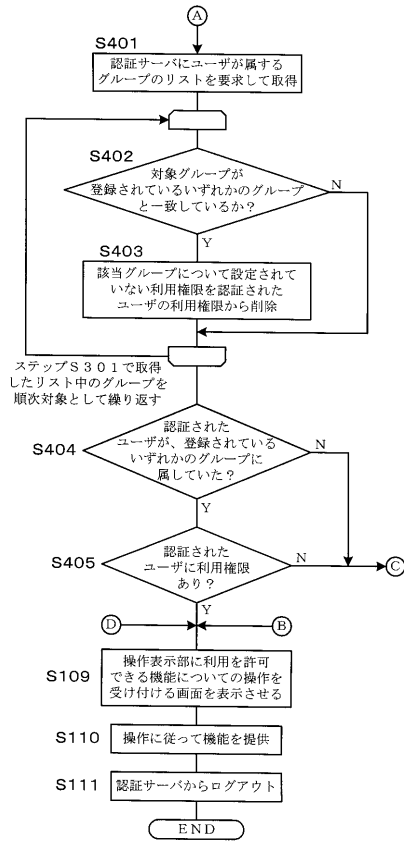 A
S401
認証サーバにユーザが属する
グループのリストを要求して取得
S402
対象グループが
登録されているいずれかのグループ
と一致しているか?
N
Y
S403
該当グループについて設定されて
いない利用権限を認証された
ユーザの利用権限から削除
ステップS301で取得
したリスト中のグループを
順次対象として繰り返す
S404
認証された
ユーザが、登録されている
いずれかのグループに
属していた?
N
Y
S405
認証された
ユーザに利用権限
あり?
N
C
Y
D
B
S109
操作表示部に利用を許可
できる機能についての操作を
受け付ける画面を表示させる
S110
操作に従って機能を提供
S111
認証サーバからログアウト
END